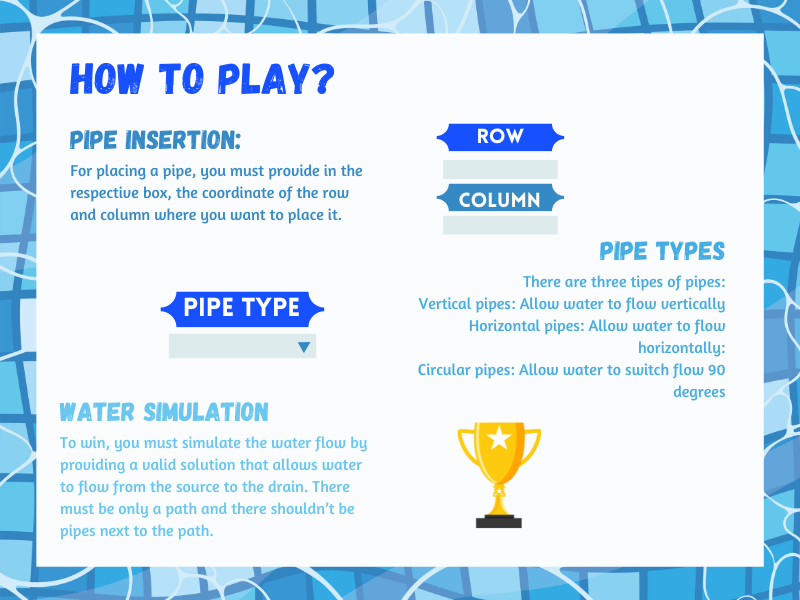 HOW TO PLAY?
PIPE INSERTION:
For placing a pipe, you must provide in the
respective box, the coordinate of the row
and column where you want to place it.
ROW
COLUMN
PIPE TYPES
There are three tipes of pipes:
Vertical pipes: Allow water to flow vertically
Horizontal pipes: Allow water to flow
horizontally:
Circular pipes: Allow water to switch flow 90
degrees
PIPE TYPE
WATER SIMULATION
To win, you must simulate the water flow by
providing a valid solution that allows water
to flow from the source to the drain. There
must be only a path and there shouldn't be
pipes next to the path.